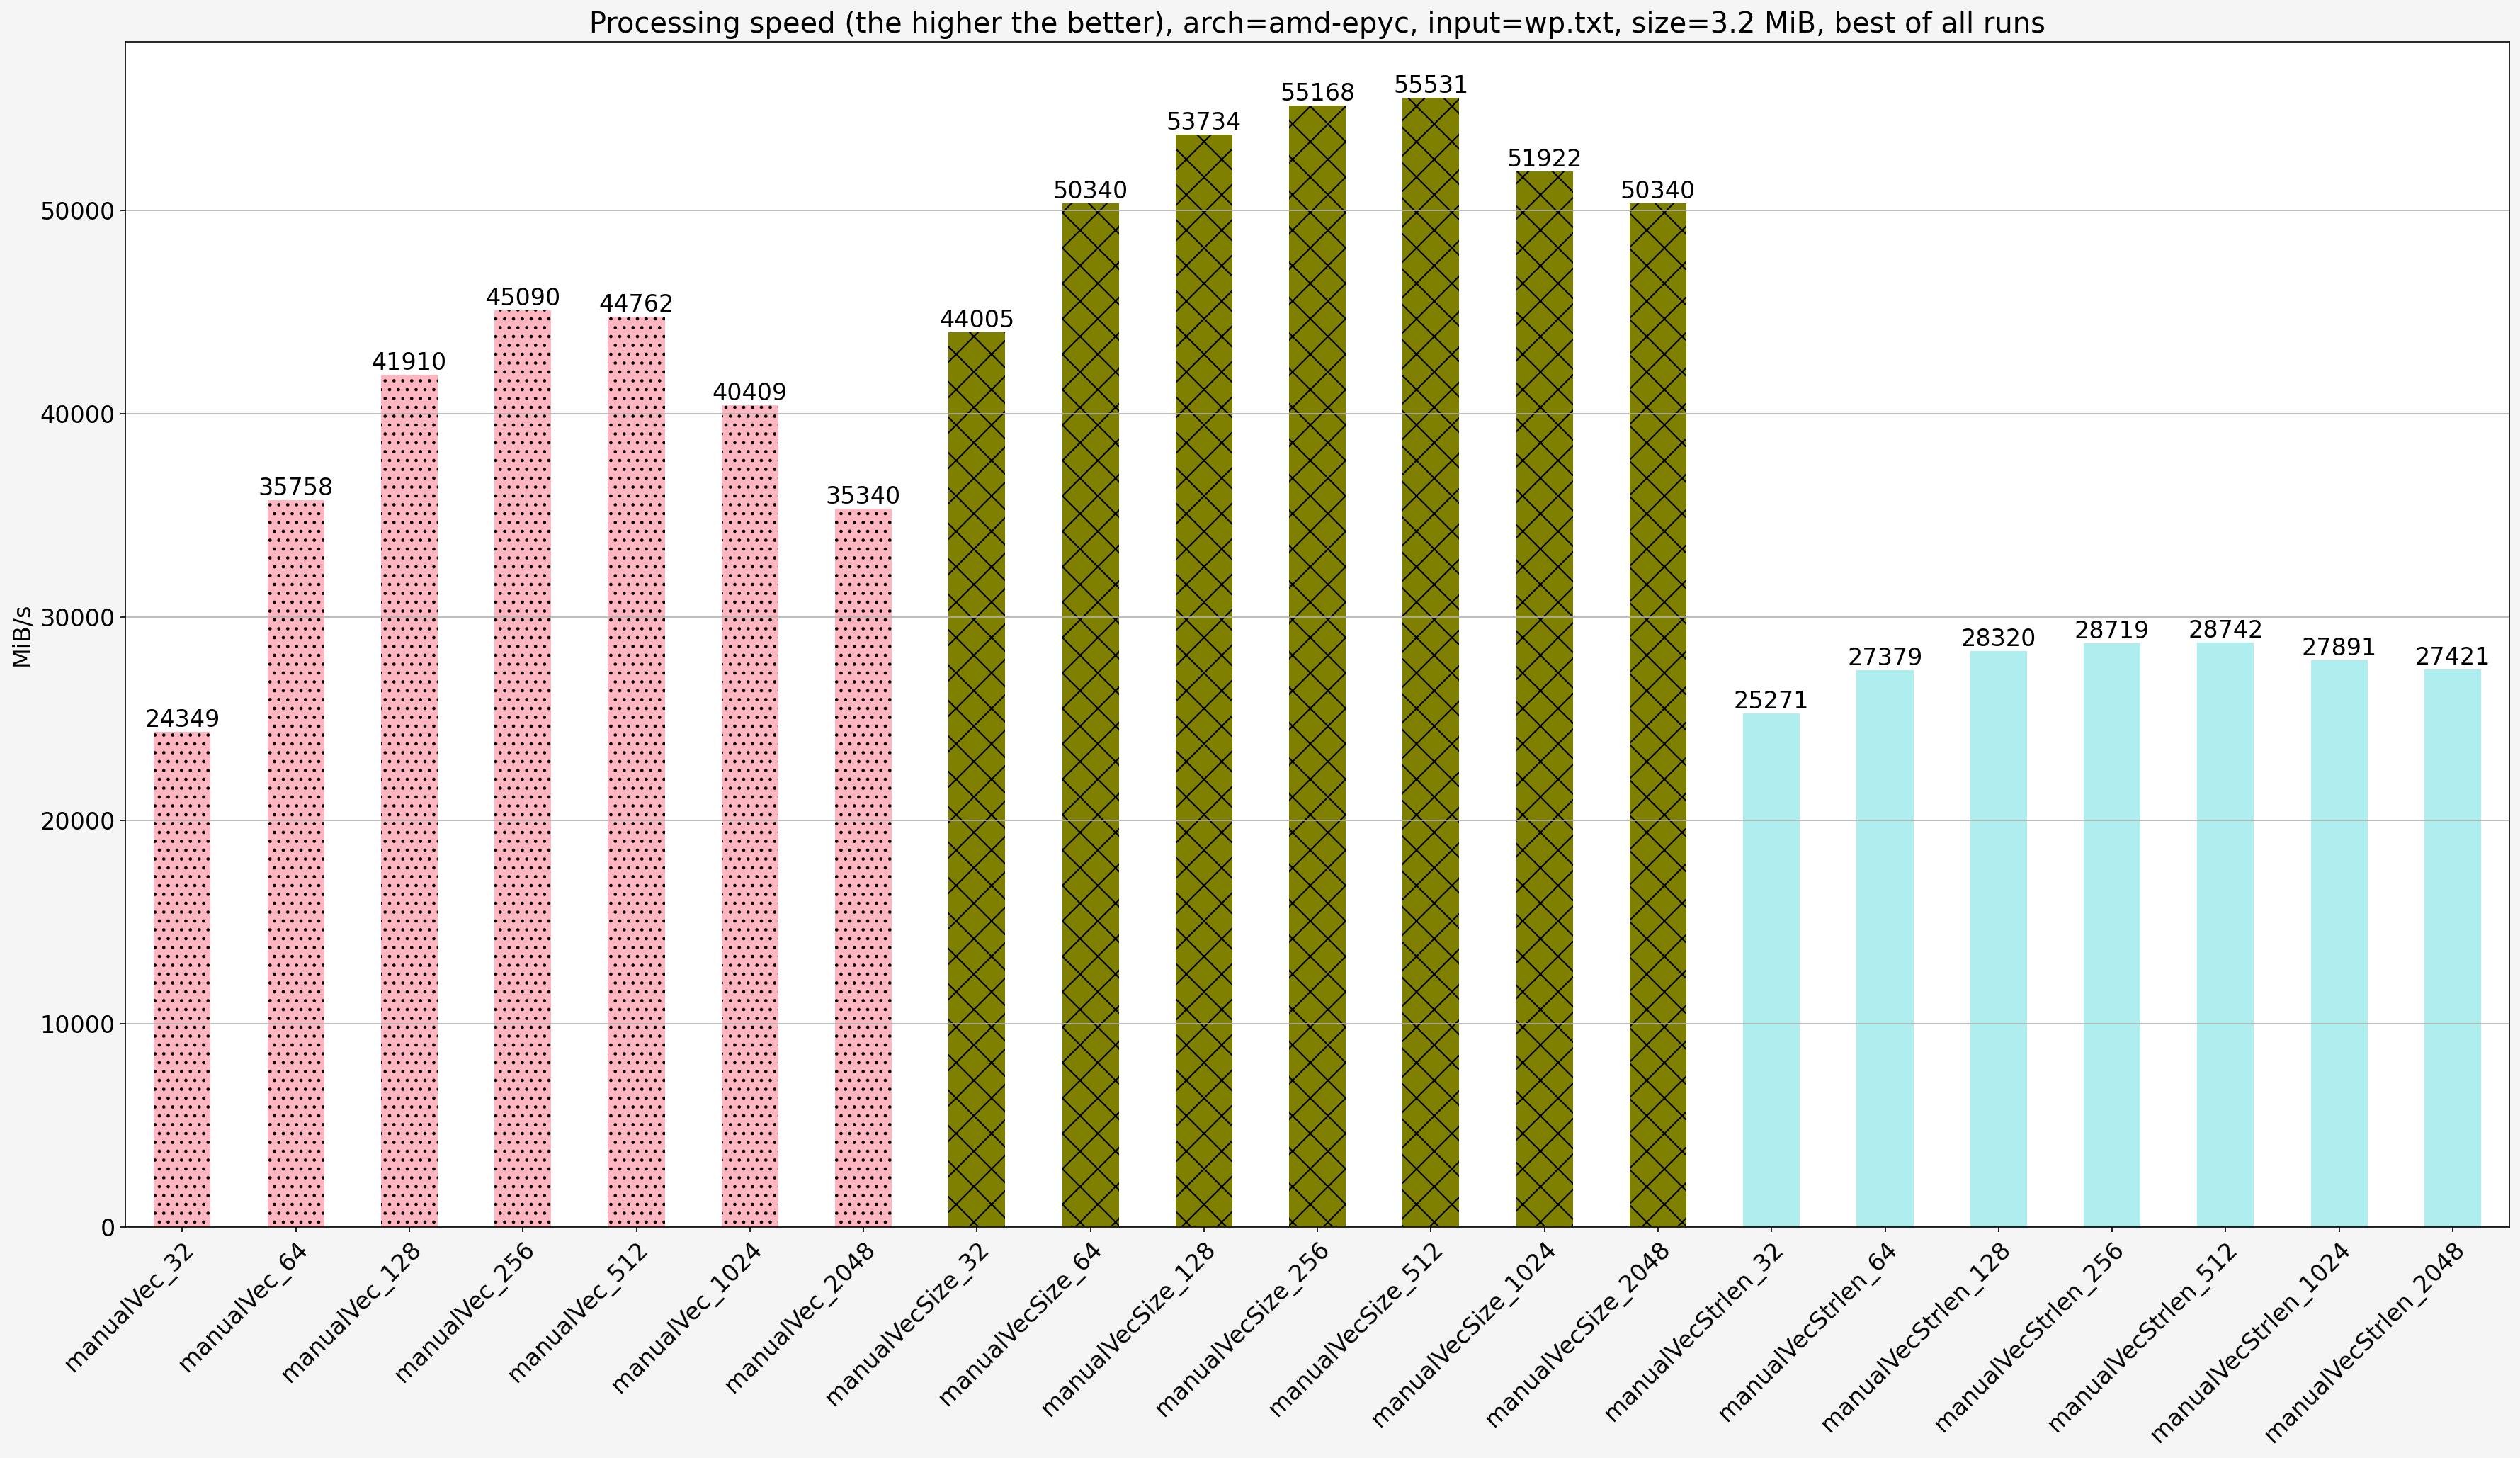 Processing speed (the higher the better), arch=amd-epyc, input=wp.txt, size=3.2 MiB, best of all runs
MiB/s
50000
40000
30000
20000
10000
0
24349
35758
41910
45090
44762
40409
35340
44005
50340
53734
55168
55531
51922
50340
25271
27379
28320
28719
28742
27891
27421
manualVec_32
manualVec_64
manualVec_128
manualVec_256
manualVec_512
manualVec_1024
manualVec_2048
manualVecSize_32
manualVecSize_64
manualVecSize_128
manualVecSize_256
manualVecSize_512
manualVecSize_1024
manualVecSize_2048
manualVecStrlen_32
manualVecStrlen_64
manualVecStrlen_128
manualVecStrlen_256
manualVecStrlen_512
manualVecStrlen_1024
manualVecStrlen_2048